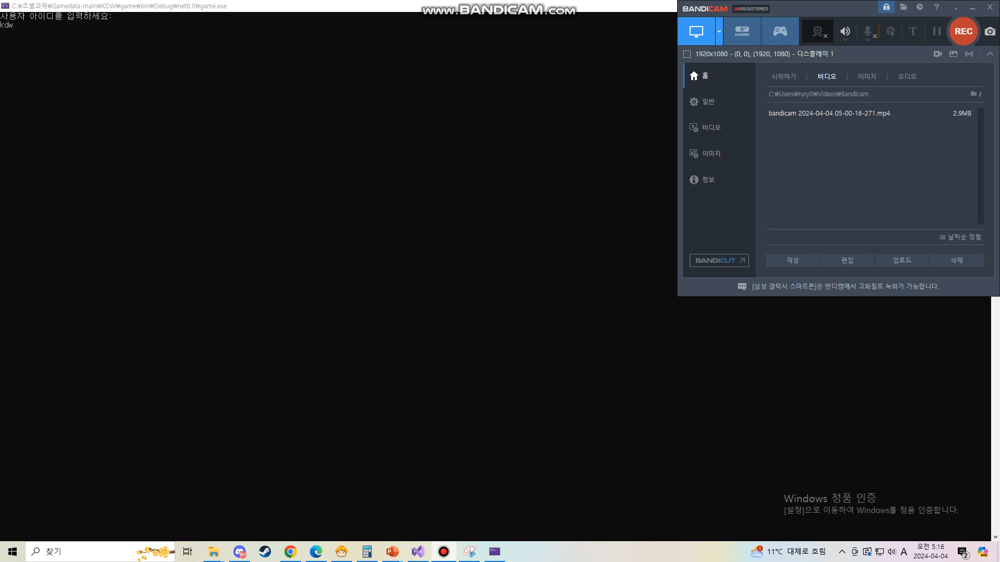 C:₩조별과제₩Gamedata-main₩KDW₩game₩bin₩Debug₩net8.0₩game.exe
사용자 아이디를 입력하세요:
kdw
www.BANDICAM.com
BANDICAM UNREGISTERED
HDMI
T
REC
1920x1080 - (0, 0), (1920, 1080) - 디스플레이 1
홈
일반
비디오
이미지
정보
BANDICUT
시작하기 | 비디오 | 이미지 | 오디오
C:₩Users₩rory0₩Videos₩Bandicam
/
bandicam 2024-04-04 05-00-16-271.mp4 2.9MB
날짜순 정렬
재생 편집 업로드 삭제
[삼성 갤럭시 스마트폰]은 반디캠에서 고화질로 녹화가 가능합니다.
Windows 정품 인증
[설정]으로 이동하여 Windows를 정품 인증합니다.
찾기
9+
1
11°C 대체로 흐림
A
오전 5:16
2024-04-04
2
PRE